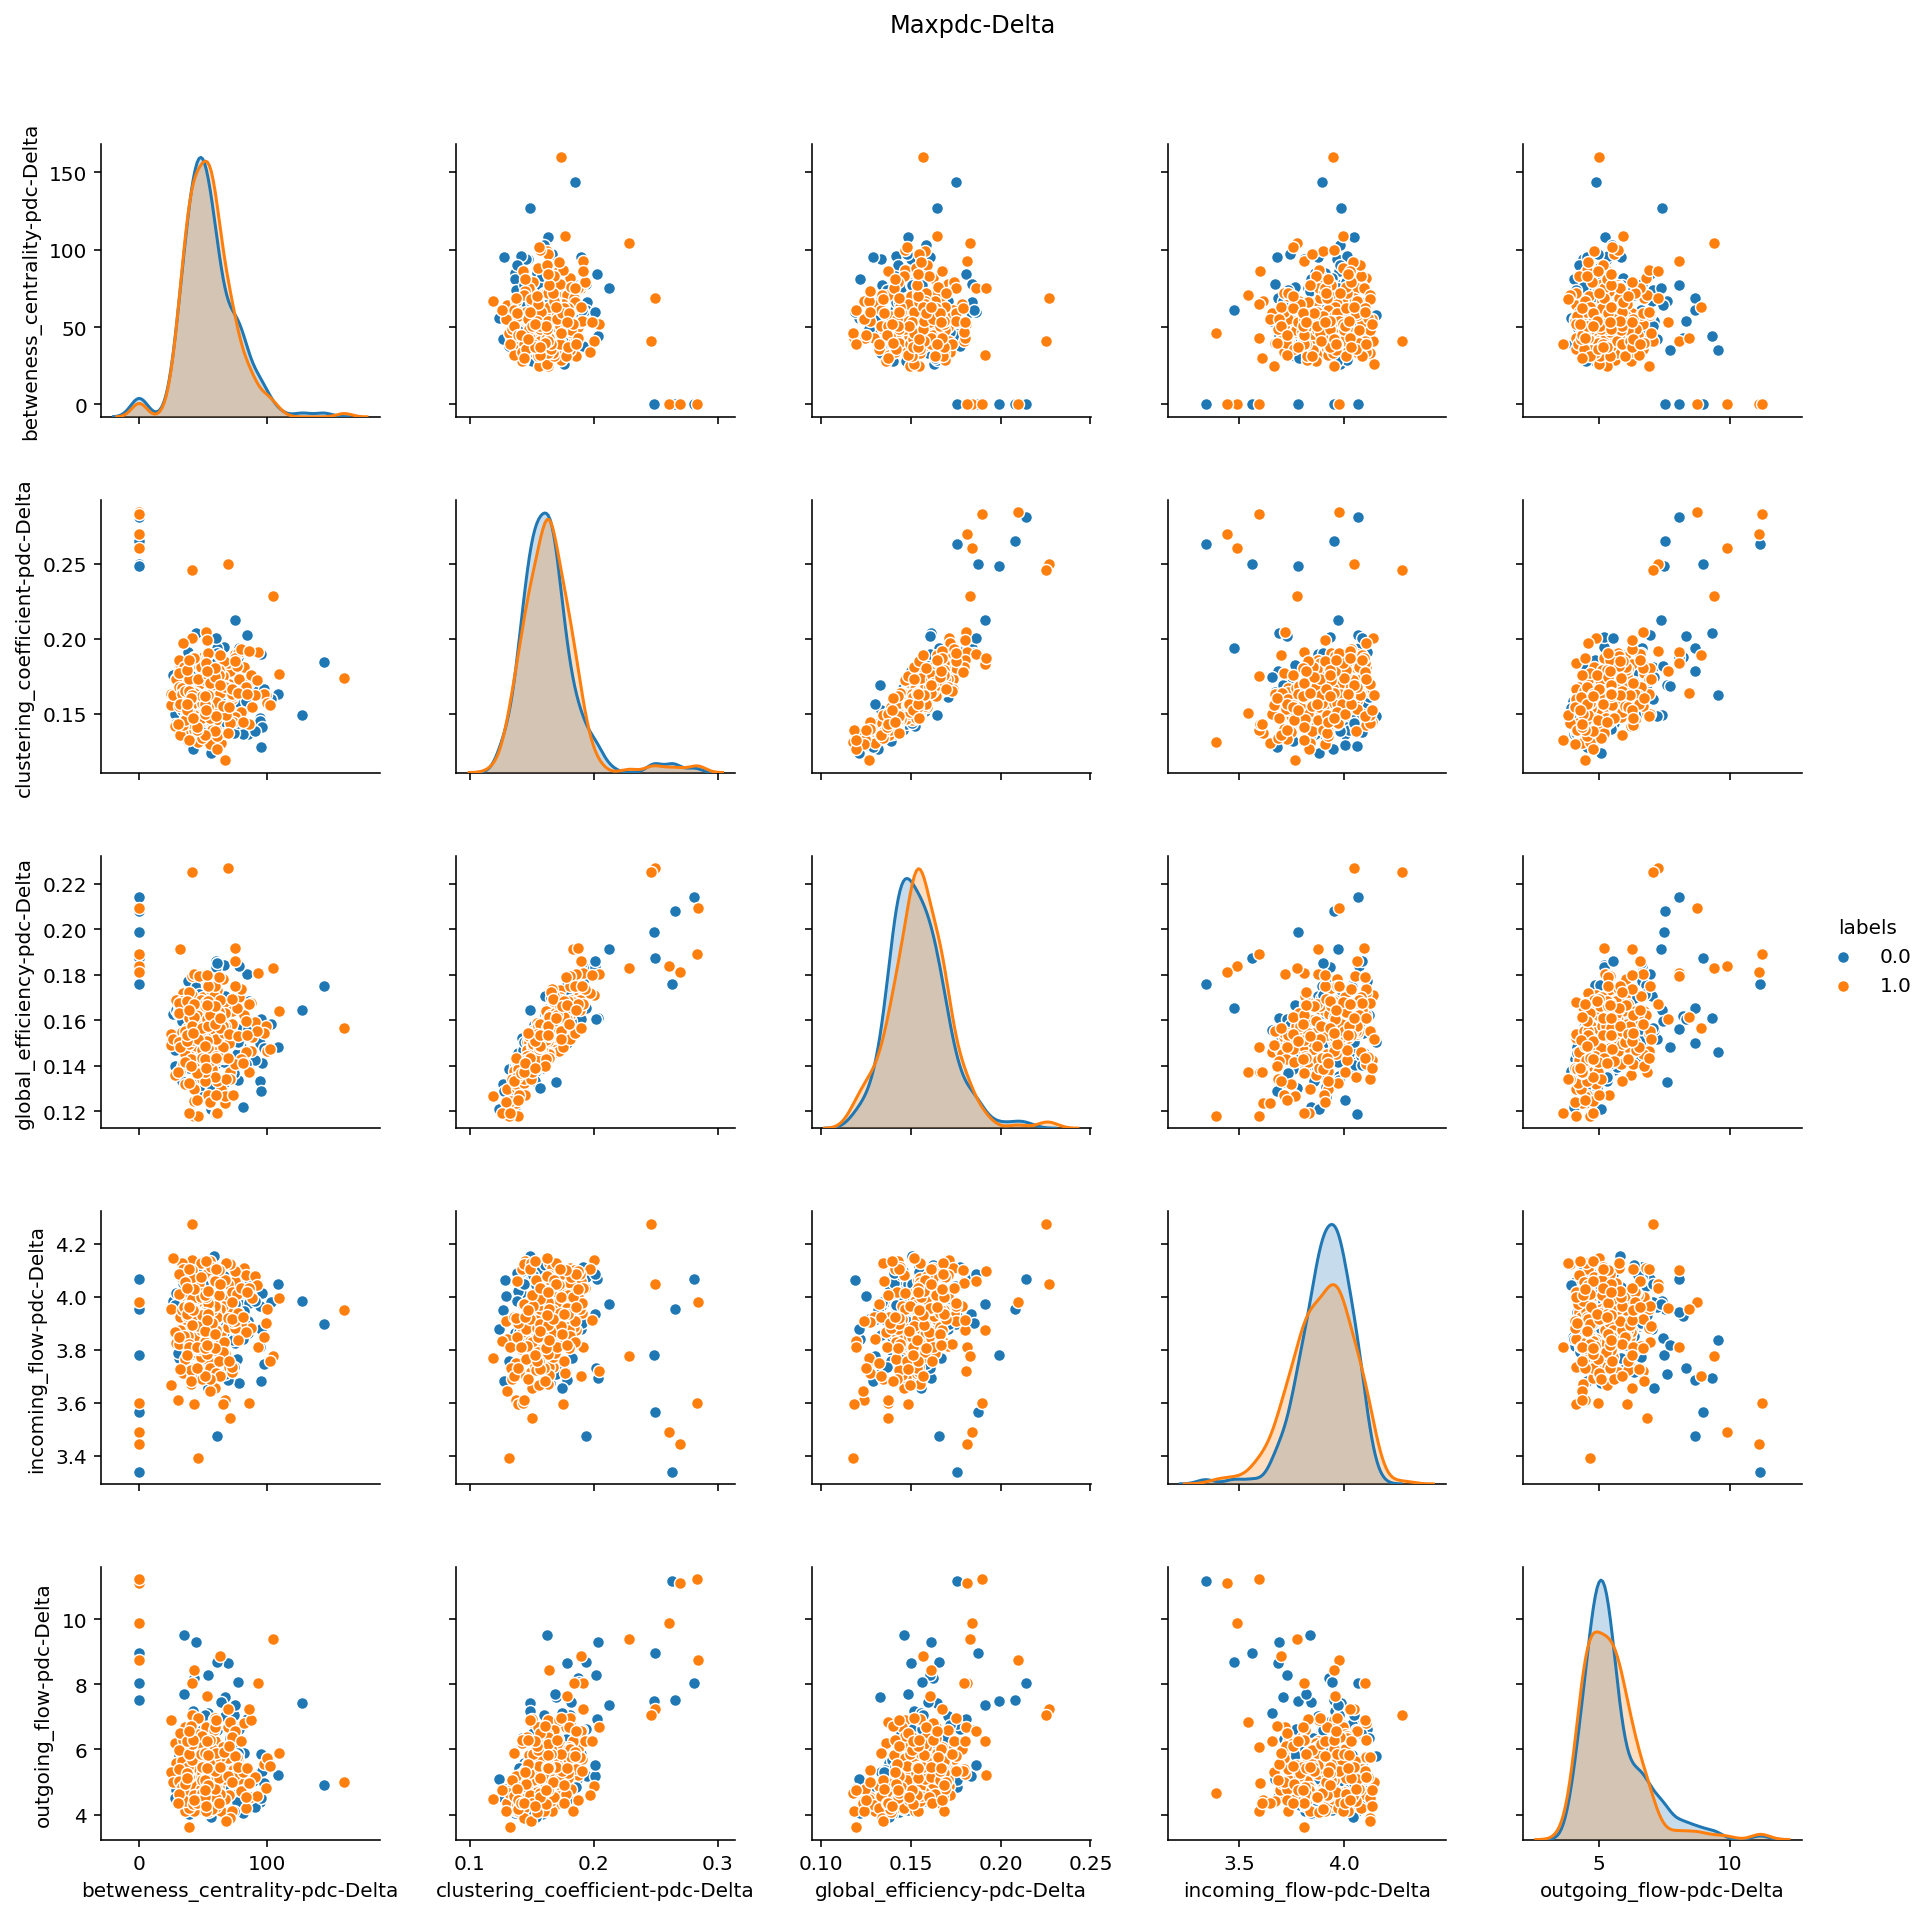 Maxpdc-Delta
betweness_centrality-pdc-Delta
150
100
50
0
clustering_coefficient-pdc-Delta
0.25
0.20
0.15
global_efficiency-pdc-Delta
0.22
0.20
0.18
0.16
0.14
0.12
labels
0.0
1.0
incoming_flow-pdc-Delta
4.2
4.0
3.8
3.6
3.4
outgoing_flow-pdc-Delta
10
8
6
4
0 100
0.1 0.2 0.3
0.10 0.15 0.20 0.25
3.5 4.0
5 10
betweness_centrality-pdc-Delta
clustering_coefficient-pdc-Delta
global_efficiency-pdc-Delta
incoming_flow-pdc-Delta
outgoing_flow-pdc-Delta